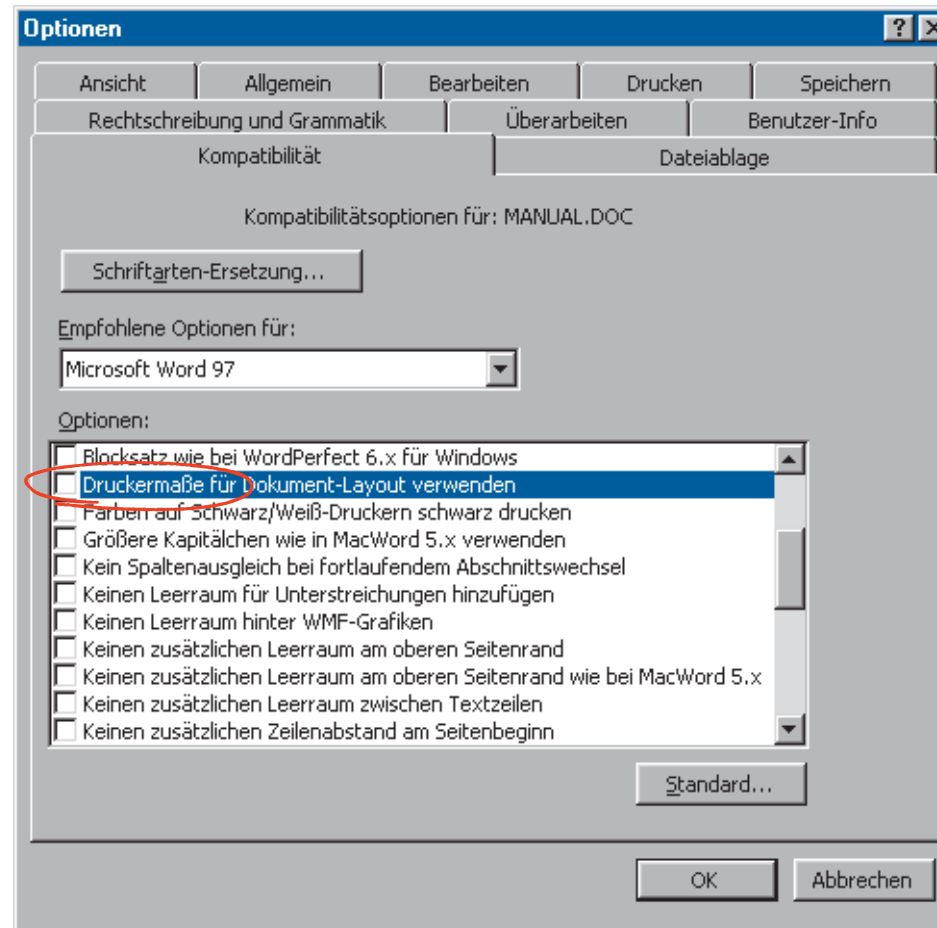 Optionen
Ansicht Allgemein Bearbeiten Drucken Speichern
Rechtschreibung und Grammatik Überarbeiten Benutzer-Info
Kompatibilität Dateiablage
Kompatibilitätsoptionen für: MANUAL.DOC
Schriftarten-Ersetzung...
Empfohlene Optionen für:
Microsoft Word 97
Optionen:
Blocksatz wie bei WordPerfect 6.x für Windows
Druckermaße für Dokument-Layout verwenden
Farben auf Schwarz/Weiß-Druckern schwarz drucken
Größere Kapitälchen wie in MacWord 5.x verwenden
Kein Spaltenausgleich bei fortlaufendem Abschnittswechsel
Keinen Leerraum für Unterstreichungen hinzufügen
Keinen Leerraum hinter WMF-Grafiken
Keinen zusätzlichen Leerraum am oberen Seitenrand
Keinen zusätzlichen Leerraum am oberen Seitenrand wie bei MacWord 5.x
Keinen zusätzlichen Leerraum zwischen Textzeilen
Keinen zusätzlichen Zeilenabstand am Seitenbeginn
Standard...
OK Abbrechen